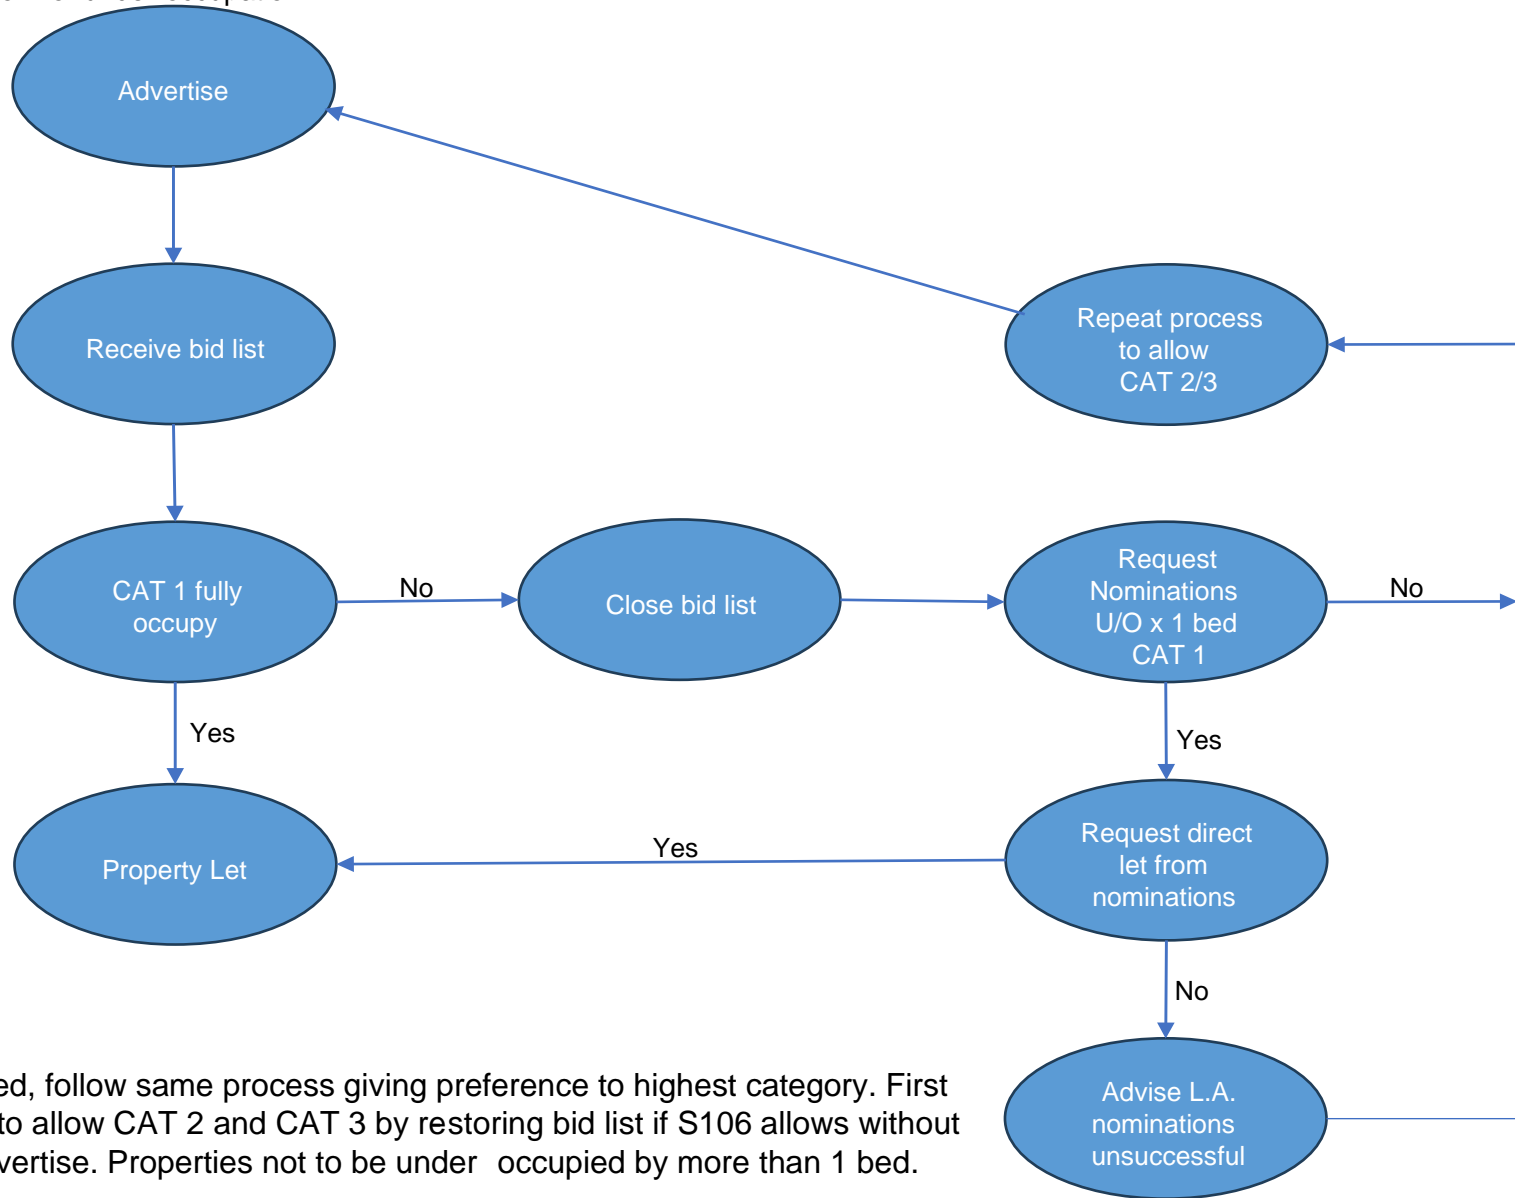 Advertise
Receive bid list
Repeat process
to allow
CAT 2/3
CAT 1 fully
occupy
No
Close bid list
Request
Nominations
U/O x 1 bed
CAT 1
No
Yes
Yes
Property Let
Yes
Request direct
let from
nominations
No
ed, follow same process giving preference to highest category. First
to allow CAT 2 and CAT 3 by restoring bid list if S106 allows without
vertise. Properties not to be under occupied by more than 1 bed.
Advise L.A.
nominations
unsuccessful